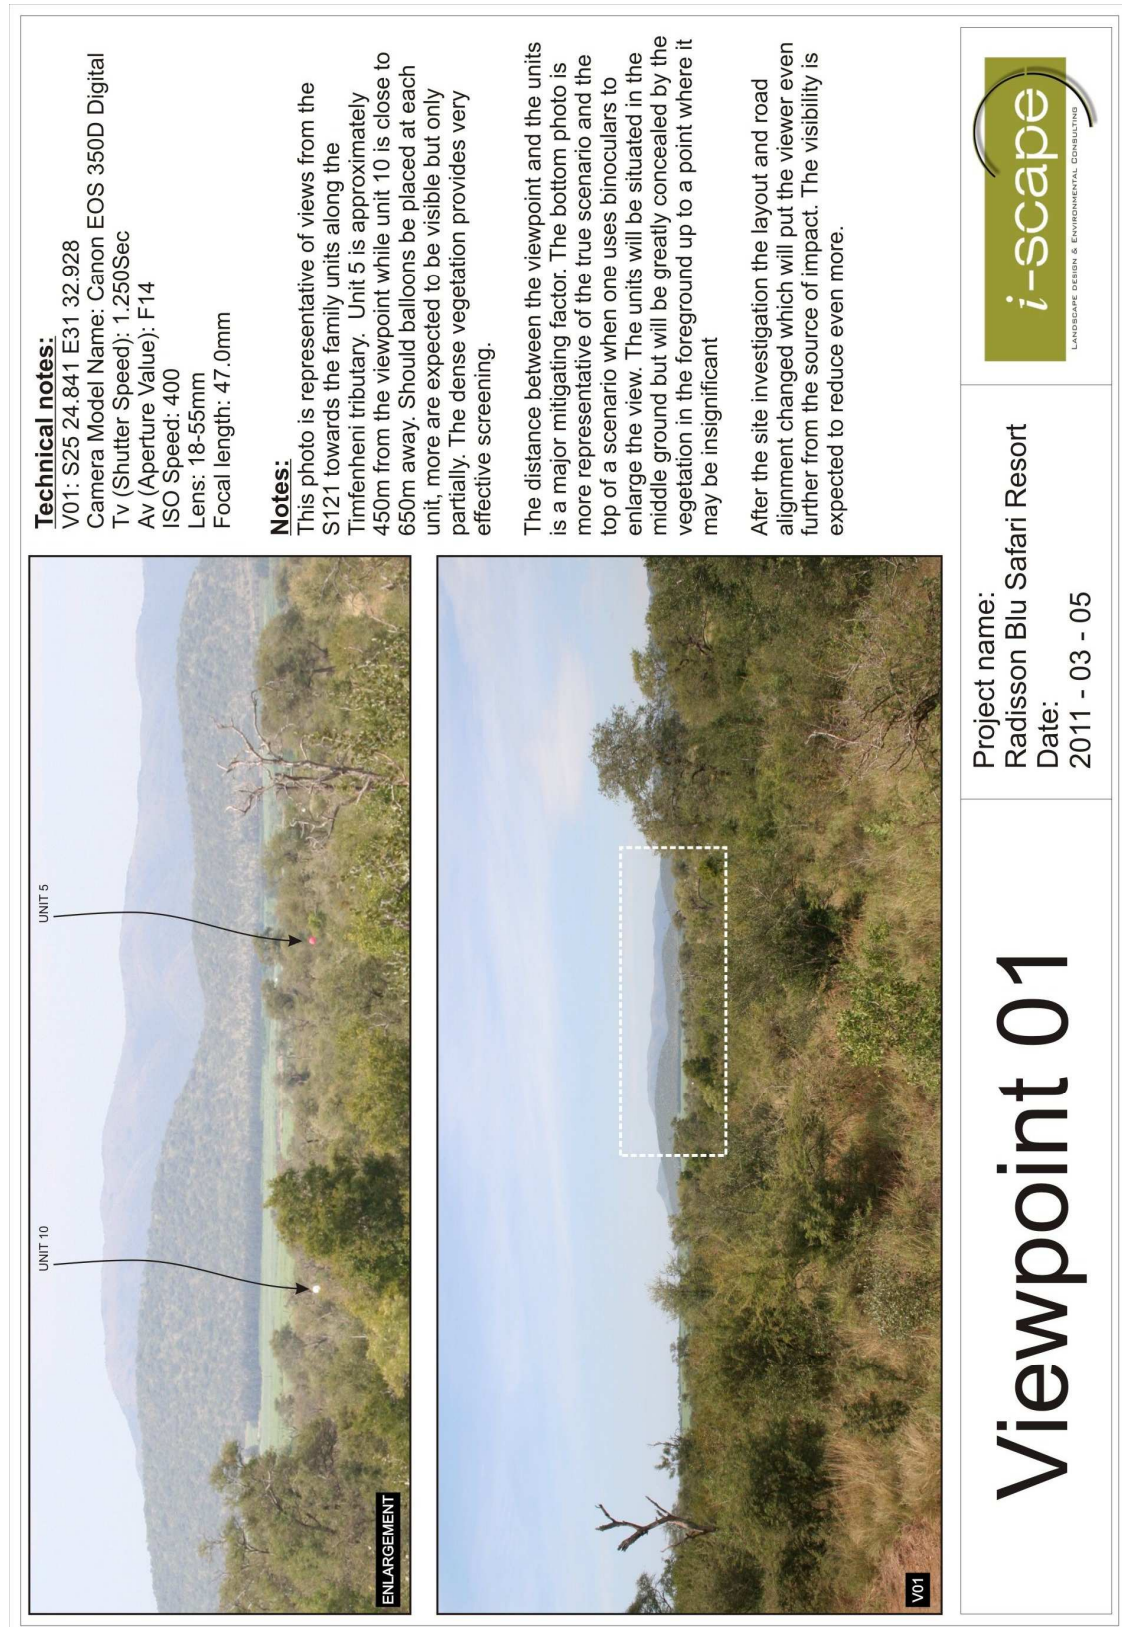 UNIT 10
UNIT 5
ENLARGEMENT
V01
Technical notes:
V01: S25 24.841 E31 32.928
Camera Model Name: Canon EOS 350D Digital
Tv (Shutter Speed): 1.250Sec
Av (Aperture Value): F14
ISO Speed: 400
Lens: 18-55mm
Focal length: 47.0mm
Notes:
This photo is representative of views from the
S121 towards the family units along the
Timfenheni tributary.  Unit 5 is approximately
450m from the viewpoint while unit 10 is close to
650m away. Should balloons be placed at each
unit, more are expected to be visible but only
partially. The dense vegetation provides very
effective screening.
The distance between the viewpoint and the units
is a major mitigating factor. The bottom photo is
more representative of the true scenario and the
top of a scenario when one uses binoculars to
enlarge the view. The units will be situated in the
middle ground but will be greatly concealed by the
vegetation in the foreground up to a point where it
may be insignificant
After the site investigation the layout and road
alignment changed which will put the viewer even
further from the source of impact. The visibility is
expected to reduce even more.
Viewpoint 01
Project name:
Radisson Blu Safari Resort
Date:
2011 - 03 - 05
i-scape
LANDSCAPE DESIGN & ENVIRONMENTAL CONSULTING